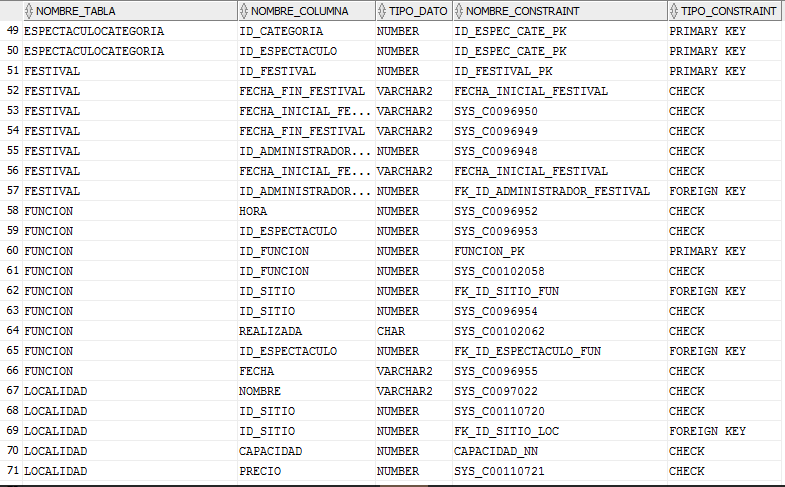 NOMBRE_TABLA NOMBRE_COLUMNA TIPO_DATO NOMBRE_CONSTRAINT TIPO_CONSTRAINT
49 ESPECTACULOCATEGORIA ID_CATEGORIA NUMBER ID_ESPEC_CATE_PK PRIMARY KEY
50 ESPECTACULOCATEGORIA ID_ESPECTACULO NUMBER ID_ESPEC_CATE_PK PRIMARY KEY
51 FESTIVAL ID_FESTIVAL NUMBER ID_FESTIVAL_PK PRIMARY KEY
52 FESTIVAL FECHA_FIN_FESTIVAL VARCHAR2 FECHA_INICIAL_FESTIVAL CHECK
53 FESTIVAL FECHA_INICIAL_FE... VARCHAR2 SYS_C0096950 CHECK
54 FESTIVAL FECHA_FIN_FESTIVAL VARCHAR2 SYS_C0096949 CHECK
55 FESTIVAL ID_ADMINISTRADOR... NUMBER SYS_C0096948 CHECK
56 FESTIVAL FECHA_INICIAL_FE... VARCHAR2 FECHA_INICIAL_FESTIVAL CHECK
57 FESTIVAL ID_ADMINISTRADOR... NUMBER FK_ID_ADMINISTRADOR_FESTIVAL FOREIGN KEY
58 FUNCION HORA NUMBER SYS_C0096952 CHECK
59 FUNCION ID_ESPECTACULO NUMBER SYS_C0096953 CHECK
60 FUNCION ID_FUNCION NUMBER FUNCION_PK PRIMARY KEY
61 FUNCION ID_FUNCION NUMBER SYS_C00102058 CHECK
62 FUNCION ID_SITIO NUMBER FK_ID_SITIO_FUN FOREIGN KEY
63 FUNCION ID_SITIO NUMBER SYS_C0096954 CHECK
64 FUNCION REALIZADA CHAR SYS_C00102062 CHECK
65 FUNCION ID_ESPECTACULO NUMBER FK_ID_ESPECTACULO_FUN FOREIGN KEY
66 FUNCION FECHA VARCHAR2 SYS_C0096955 CHECK
67 LOCALIDAD NOMBRE VARCHAR2 SYS_C0097022 CHECK
68 LOCALIDAD ID_SITIO NUMBER SYS_C00110720 CHECK
69 LOCALIDAD ID_SITIO NUMBER FK_ID_SITIO_LOC FOREIGN KEY
70 LOCALIDAD CAPACIDAD NUMBER CAPACIDAD_NN CHECK
71 LOCALIDAD PRECIO NUMBER SYS_C00110721 CHECK